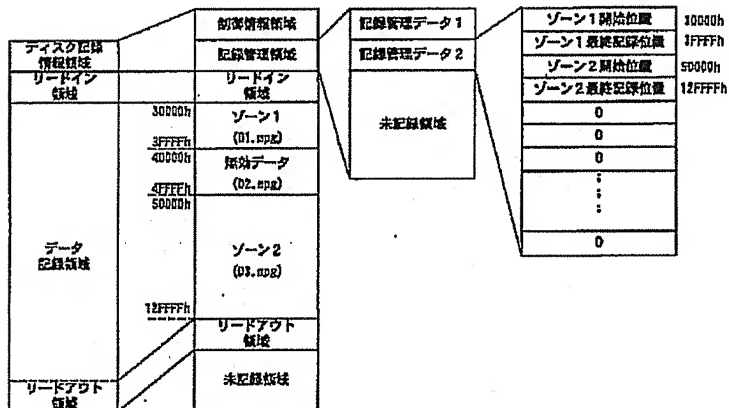 ディスク記録
情報領域
リードイン
領域
データ
記録領域
リードアウト
領域
制御情報領域
記録管理領域
リードイン
領域
30000h
ゾーン1
(01.mpg)
3FFFFh
40000h
無効データ
(02.mpg)
4FFFFh
50000h
ゾーン2
(03.mpg)
12FFFFh
リードアウト
領域
未記録領域
記録管理データ1
記録管理データ2
未記録領域
ゾーン1開始位置 30000h
ゾーン1最終記録位置 3FFFFh
ゾーン2開始位置 50000h
ゾーン2最終記録位置 12FFFFh
0
0
0
0